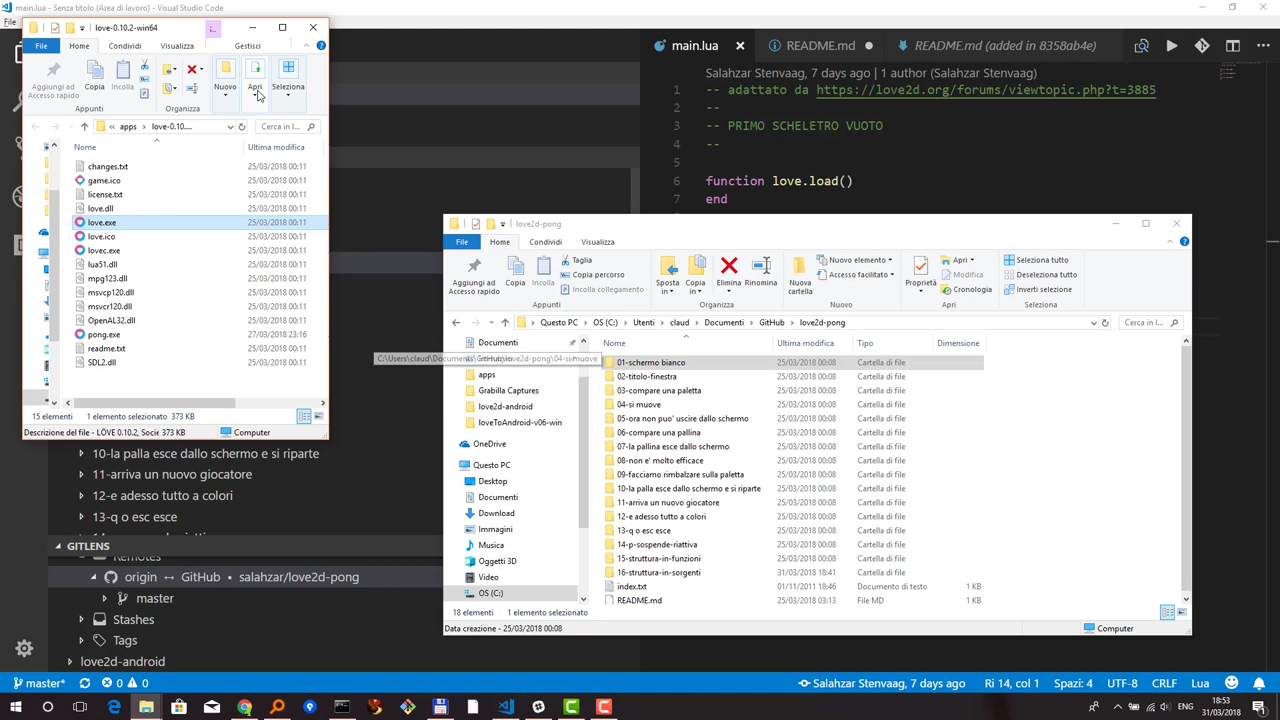 main.lua - Senza titolo (Area di lavoro) - Visual Studio Code
File
love-0.10.2-win64
File
Home
Condividi
Visualizza
Gestisci
Aggiungi ad
Accesso rapido
Copia
Incolla
Nuovo
Apri
Seleziona
Appunti
Organizza
« apps › love-0.10....
Cerca in l...
Nome
Ultima modifica
changes.txt 25/03/2018 00:11
game.ico 25/03/2018 00:11
license.txt 25/03/2018 00:11
love.dll 25/03/2018 00:11
love.exe 25/03/2018 00:11
love.ico 25/03/2018 00:11
lovec.exe 25/03/2018 00:11
lua51.dll 25/03/2018 00:11
mpg123.dll 25/03/2018 00:11
msvcp120.dll 25/03/2018 00:11
msvcr120.dll 25/03/2018 00:11
OpenAL32.dll 25/03/2018 00:11
pong.exe 27/03/2018 23:16
readme.txt 25/03/2018 00:11
SDL2.dll 25/03/2018 00:11
15 elementi 1 elemento selezionato 373 KB
Descrizione del file - LÖVE 0.10.2, Socie 373 KB
Computer
10-la palla esce dallo schermo e si riparte
11-arriva un nuovo giocatore
12-e adesso tutto a colori
13-q o esc esce
GITLENS
Remotes
origin ↔ GitHub • salahzar/love2d-pong
master
Stashes
Tags
love2d-android
main.lua
README.md
README.md (added in 8358ab4e)
Salahzar Stenvaag, 7 days ago | 1 author (Salahzar Stenvaag)
1 -- adattato da https://love2d.org/forums/viewtopic.php?t=3885
2 --
3 -- PRIMO SCHELETRO VUOTO
4 --
5
6 function love.load()
7 end
love2d-pong
File
Home
Condividi
Visualizza
Aggiungi ad
Accesso rapido
Copia
Incolla
Taglia
Copia percorso
Incolla collegamento
Sposta
in
Copia
in
Elimina
Rinomina
Nuova
cartella
Nuovo elemento
Accesso facilitato
Proprietà
Apri
Modifica
Cronologia
Seleziona tutto
Deseleziona tutto
Inverti selezione
Appunti
Organizza
Nuovo
Apri
Selezione
Questo PC › OS (C:) › Utenti › claud › Documenti › GitHub › love2d-pong
Cerca in l...
Documenti
C:\Users\claud\Documents\GitHub\love2d-pong\04-si muove
apps
Grabilla Captures
love2d-android
loveToAndroid-v06-win
OneDrive
Questo PC
Desktop
Documenti
Download
Immagini
Musica
Oggetti 3D
Video
OS (C:)
Nome
Ultima modifica
Tipo
Dimensione
01-schermo bianco 25/03/2018 00:08 Cartella di file
02-titolo-finestra 25/03/2018 00:08 Cartella di file
03-compare una paletta 25/03/2018 00:08 Cartella di file
04-si muove 25/03/2018 00:08 Cartella di file
05-ora non puo' uscire dallo schermo 25/03/2018 00:08 Cartella di file
06-compare una pallina 25/03/2018 00:08 Cartella di file
07-la pallina esce dallo schermo 25/03/2018 00:08 Cartella di file
08-non e' molto efficace 25/03/2018 00:08 Cartella di file
09-facciamo rimbalzare sulla paletta 25/03/2018 00:08 Cartella di file
10-la palla esce dallo schermo e si riparte 25/03/2018 00:08 Cartella di file
11-arriva un nuovo giocatore 25/03/2018 00:08 Cartella di file
12-e adesso tutto a colori 25/03/2018 00:08 Cartella di file
13-q o esc esce 25/03/2018 00:08 Cartella di file
14-p-sospende-riattiva 25/03/2018 00:08 Cartella di file
15-struttura-in-funzioni 25/03/2018 00:08 Cartella di file
16-struttura-in-sorgenti 31/03/2018 18:41 Cartella di file
index.txt 01/11/2011 18:46 Documento di testo 1 KB
README.md 25/03/2018 03:13 File MD 1 KB
18 elementi 1 elemento selezionato
Data creazione - 25/03/2018 00:08
Computer
master* 0 0
Salahzar Stenvaag, 7 days ago Ri 14, col 1 Spazi: 4 UTF-8 CRLF Lua
18:53
31/03/2018